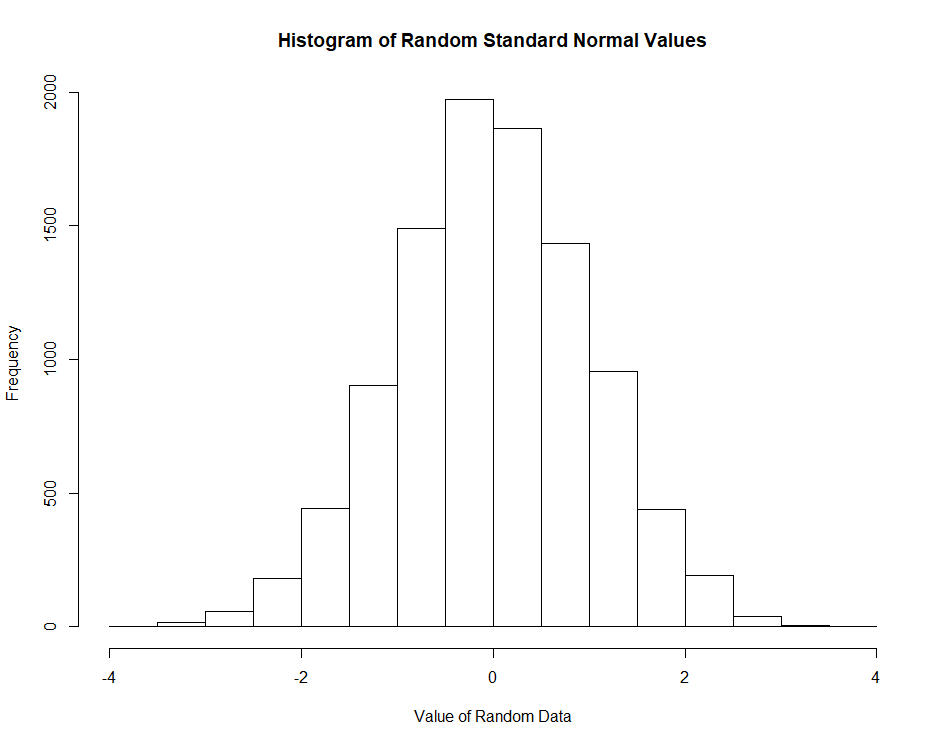 Histogram of Random Standard Normal Values
Frequency
2000
1500
1000
500
0
-4 -2 0 2 4
Value of Random Data